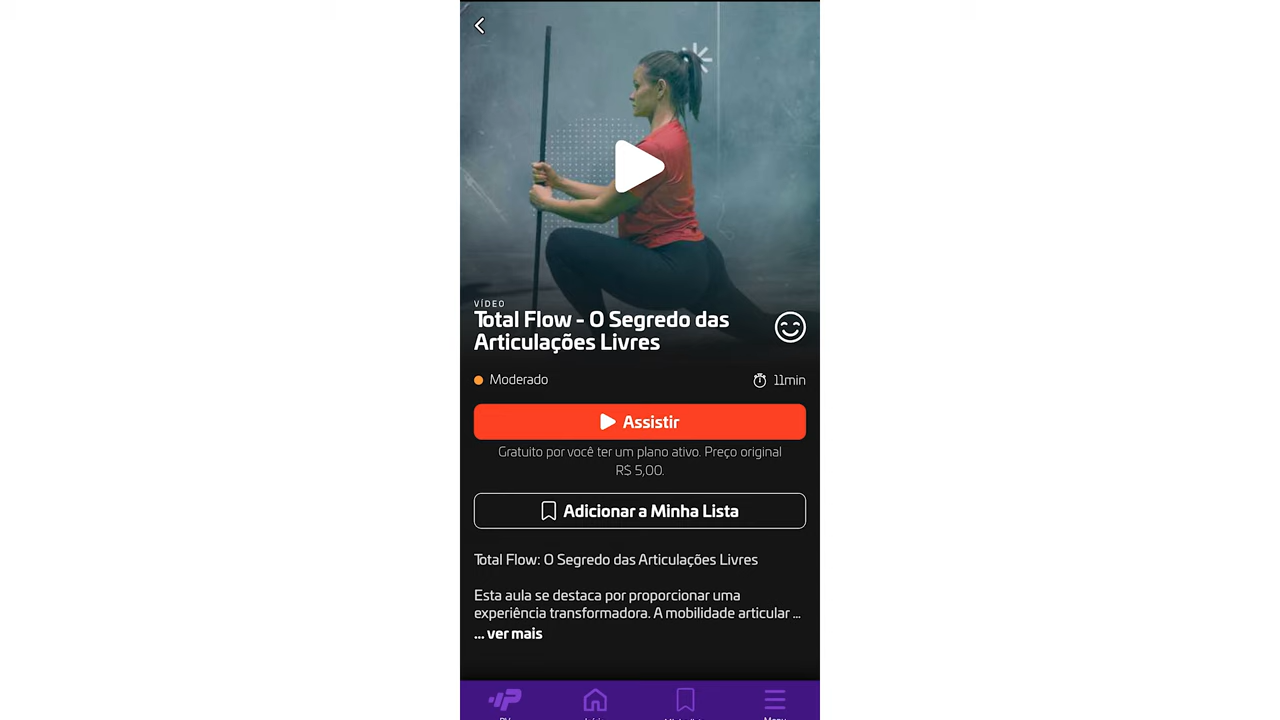 VÍDEO
Total Flow - O Segredo das
Articulações Livres
Moderado
11min
Assistir
Gratuito por você ter um plano ativo. Preço original
R$ 5,00.
Adicionar a Minha Lista
Total Flow: O Segredo das Articulações Livres
Esta aula se destaca por proporcionar uma
experiência transformadora. A mobilidade articular ...
... ver mais